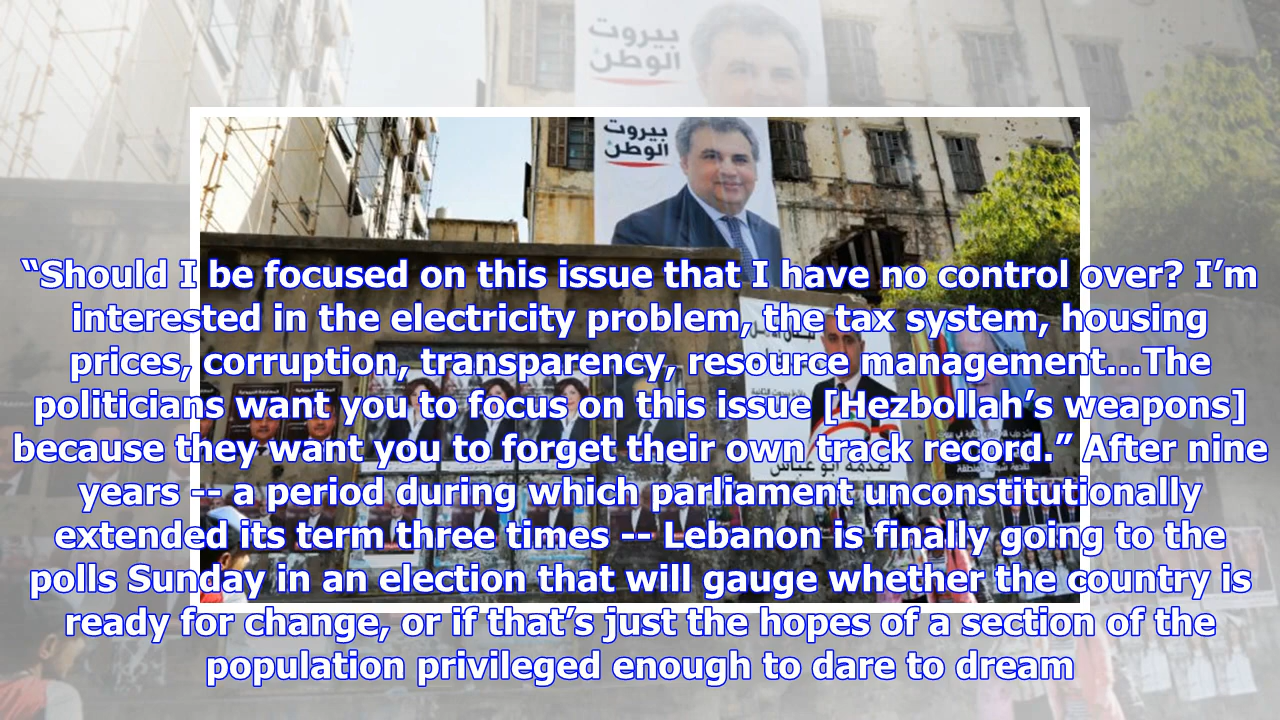 بيروت
الوطن
بيروت
الوطن
“Should I be focused on this issue that I have no control over? I’m
interested in the electricity problem, the tax system, housing
prices, corruption, transparency, resource management...The
politicians want you to focus on this issue [Hezbollah’s weapons]
because they want you to forget their own track record.” After nine
years -- a period during which parliament unconstitutionally
extended its term three times -- Lebanon is finally going to the
polls Sunday in an election that will gauge whether the country is
ready for change, or if that’s just the hopes of a section of the
population privileged enough to dare to dream